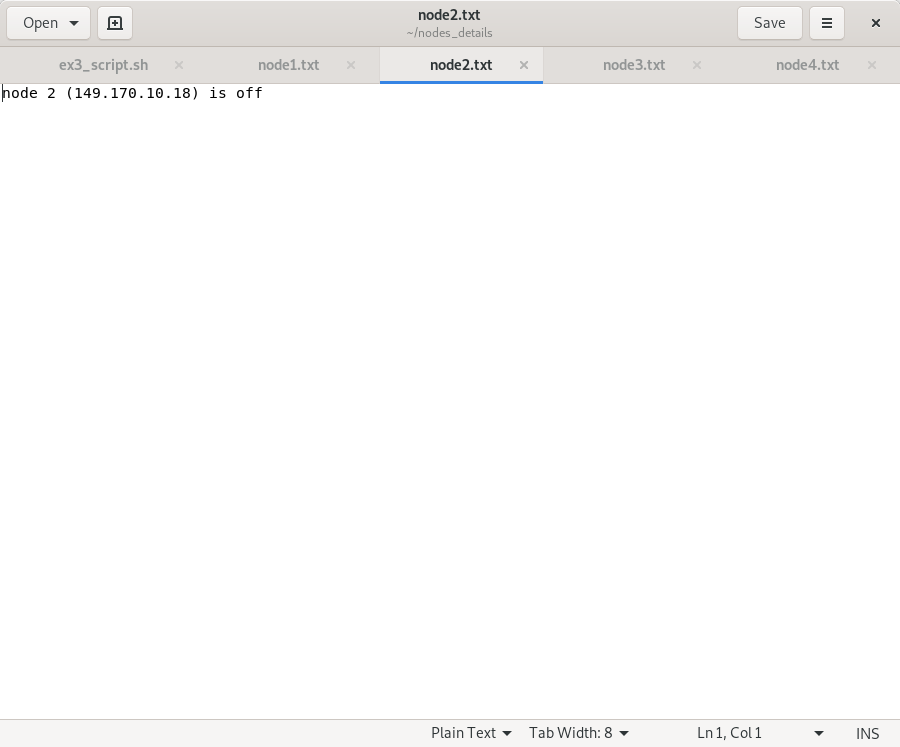 Open
node2.txt
~/nodes_details
Save
ex3_script.sh
node1.txt
node2.txt
node3.txt
node4.txt
node 2 (149.170.10.18) is off
Plain Text
Tab Width: 8
Ln 1, Col 1
INS